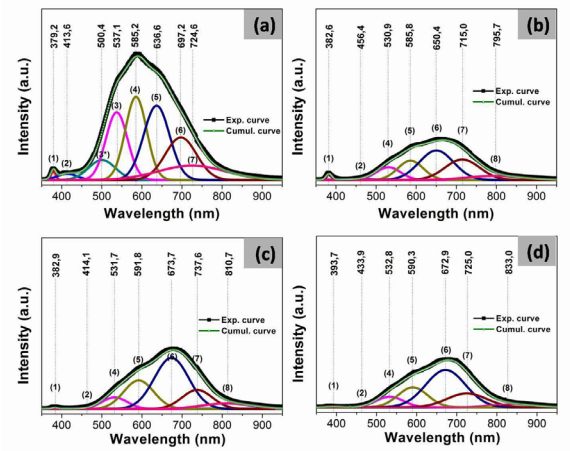 (a)
379,2
413,6
500,4
537,1
585,2
636,6
697,2
724,6
Intensity (a.u.)
(1)
(2)
(3*)
(3)
(4)
(5)
(6)
(7)
Exp. curve
Cumul. curve
400 500 600 700 800 900
Wavelength (nm)
(b)
382,6
456,4
530,9
585,8
650,4
715,0
795,7
Intensity (a.u.)
(1)
(2)
(4)
(5)
(6)
(7)
(8)
Exp. curve
Cumul. curve
400 500 600 700 800 900
Wavelength (nm)
(c)
382,9
414,1
531,7
591,8
673,7
737,6
810,7
Intensity (a.u.)
(1)
(2)
(4)
(5)
(6)
(7)
(8)
Exp. curve
Cumul. curve
400 500 600 700 800 900
Wavelength (nm)
(d)
393,7
433,9
532,8
590,3
672,9
725,0
833,0
Intensity (a.u.)
(1)
(2)
(4)
(5)
(6)
(7)
(8)
Exp. curve
Cumul. curve
400 500 600 700 800 900
Wavelength (nm)